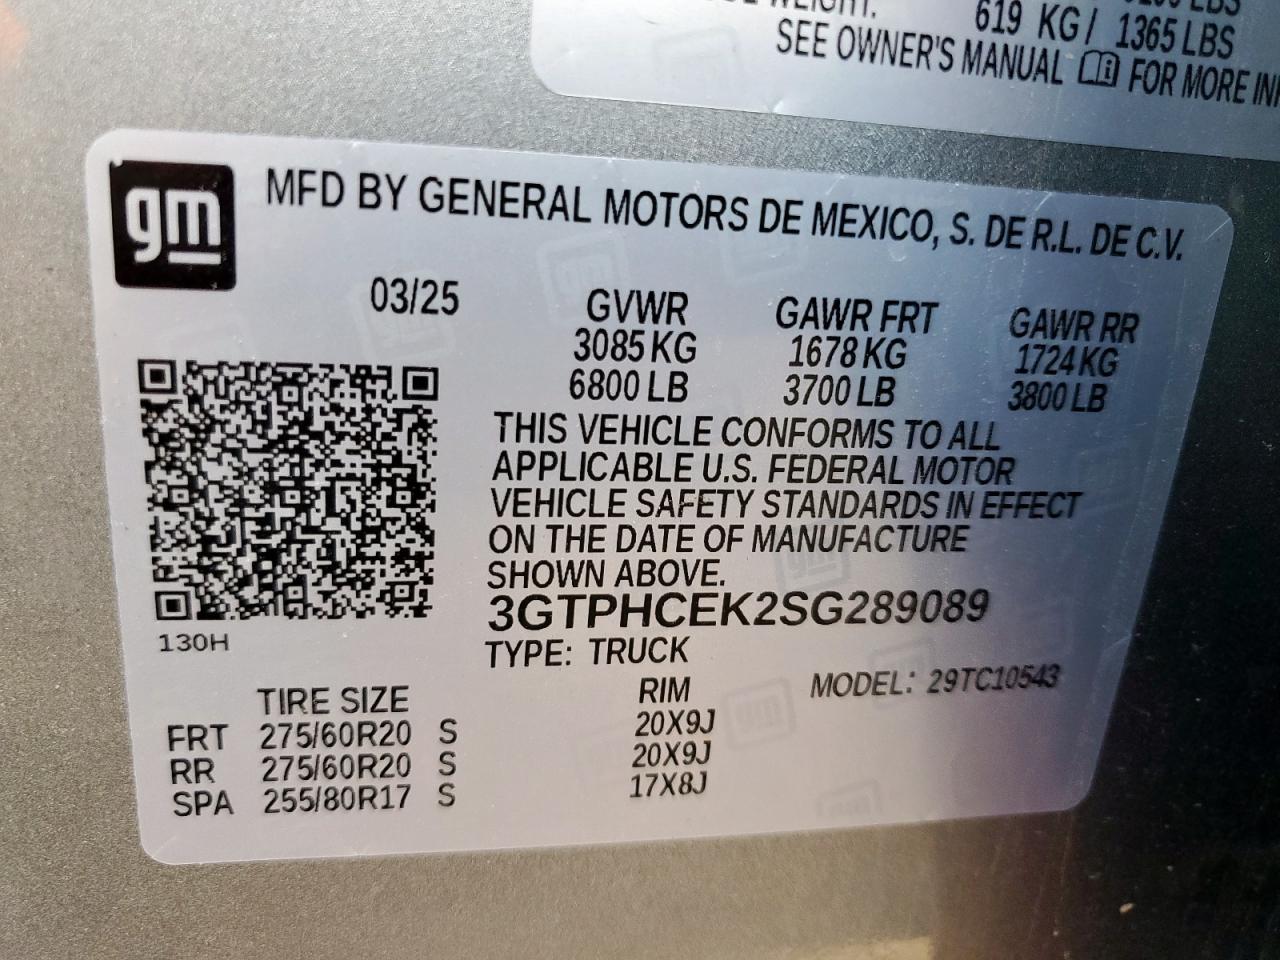 WEIGHT:
619 KG / 1365 LBS
SEE OWNER'S MANUAL FOR MORE
gm
MFD BY GENERAL MOTORS DE MEXICO, S. DE R.L. DE C.V.
03/25 GVWR GAWR FRT GAWR RR
3085 KG 1678 KG 1724 KG
6800 LB 3700 LB 3800 LB
THIS VEHICLE CONFORMS TO ALL
APPLICABLE U.S. FEDERAL MOTOR
VEHICLE SAFETY STANDARDS IN EFFECT
ON THE DATE OF MANUFACTURE
SHOWN ABOVE.
3GTPHCEK2SG289089
130H
TYPE: TRUCK
TIRE SIZE RIM MODEL: 29TC10543
FRT 275/60R20 S 20X9J
RR 275/60R20 S 20X9J
SPA 255/80R17 S 17X8J